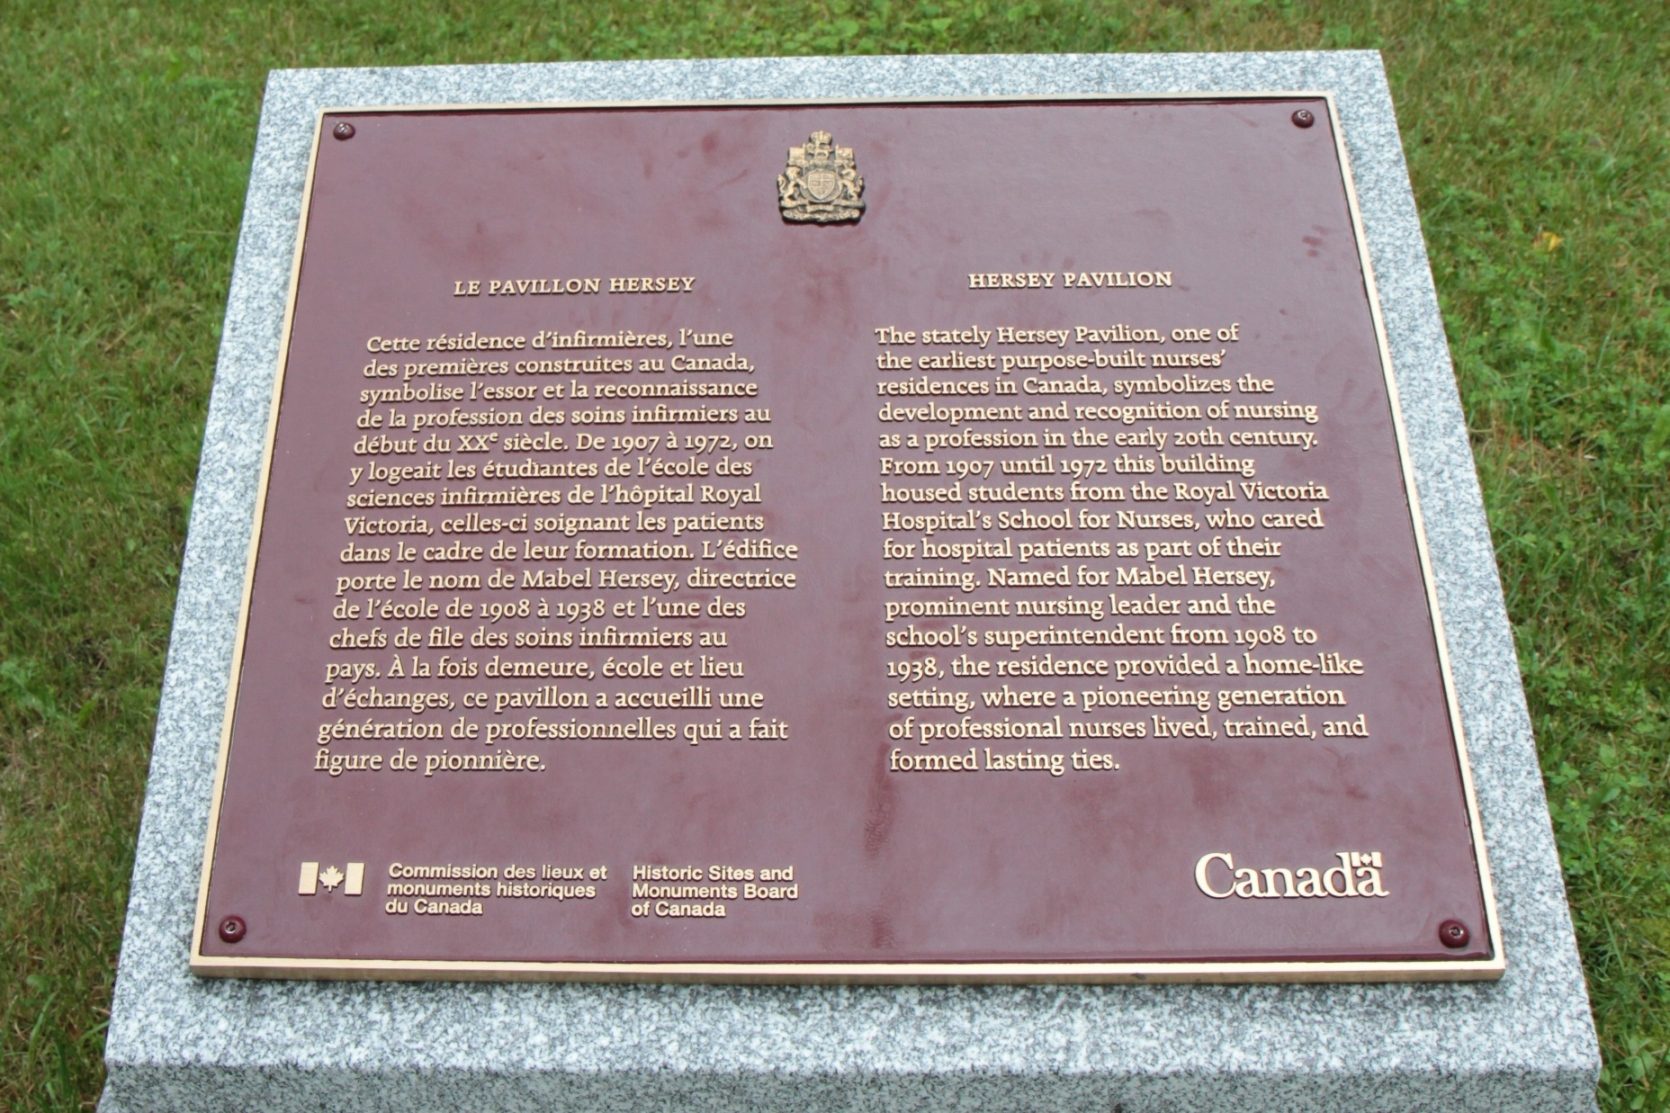 LE PAVILLON HERSEY
Cette résidence d'infirmières, l'une
des premières construites au Canada,
symbolise l'essor et la reconnaissance
de la profession des soins infirmiers au
début du XXe siècle. De 1907 à 1972, on
y logeait les étudiantes de l'école des
sciences infirmières de l'hôpital Royal
Victoria, celles-ci soignant les patients
dans le cadre de leur formation. L'édifice
porte le nom de Mabel Hersey, directrice
de l'école de 1908 à 1938 et l'une des
chefs de file des soins infirmiers au
pays. À la fois demeure, école et lieu
d'échanges, ce pavillon a accueilli une
génération de professionnelles qui a fait
figure de pionnière.
HERSEY PAVILION
The stately Hersey Pavilion, one of
the earliest purpose-built nurses'
residences in Canada, symbolizes the
development and recognition of nursing
as a profession in the early 20th century.
From 1907 until 1972 this building
housed students from the Royal Victoria
Hospital's School for Nurses, who cared
for hospital patients as part of their
training. Named for Mabel Hersey,
prominent nursing leader and the
school's superintendent from 1908 to
1938, the residence provided a home-like
setting, where a pioneering generation
of professional nurses lived, trained, and
formed lasting ties.
Commission des lieux et
monuments historiques
du Canada
Historic Sites and
Monuments Board
of Canada
Canada